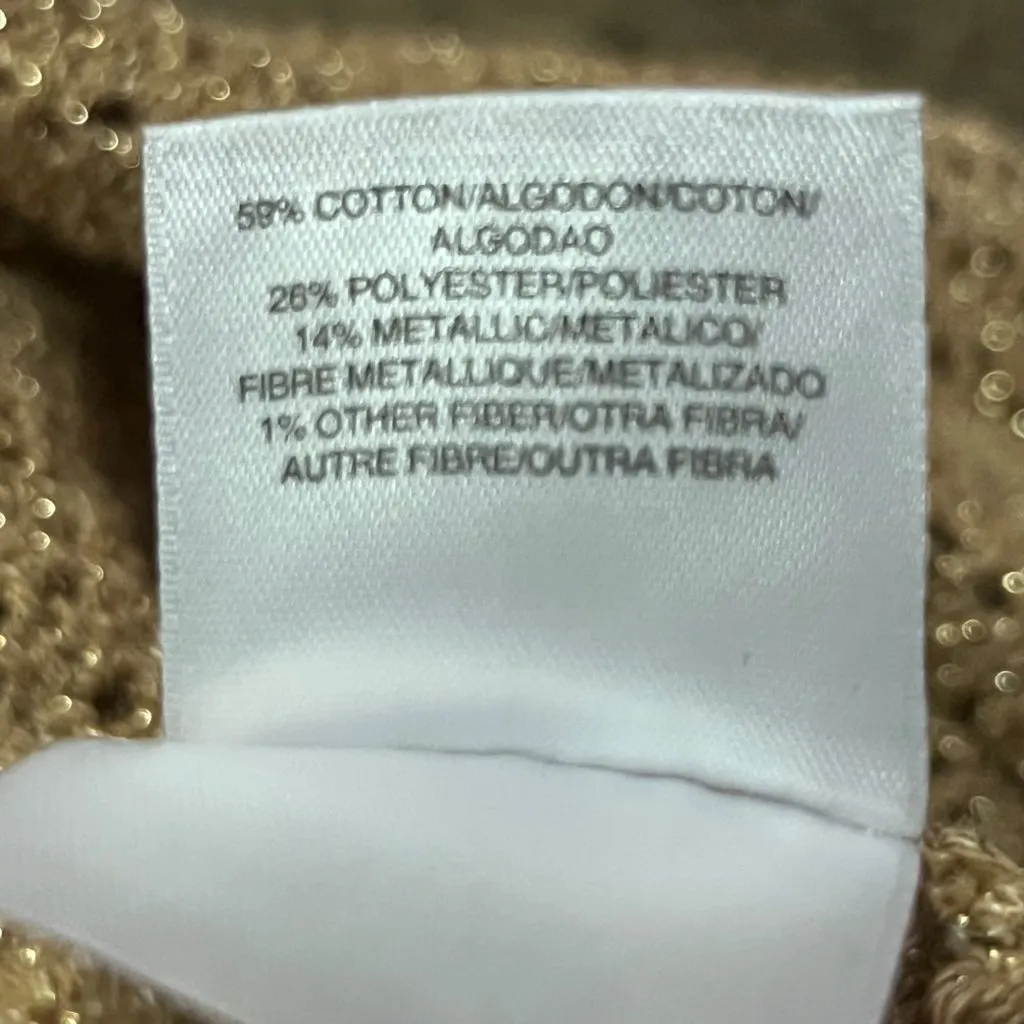 59% COTTON/ALGODON/COTON/
ALGODAO
26% POLYESTER/POLIESTER
14% METALLIC/METALICO/
FIBRE METALLIQUE/METALIZADO
1% OTHER FIBER/OTRA FIBRA/
AUTRE FIBRE/OUTRA FIBRA